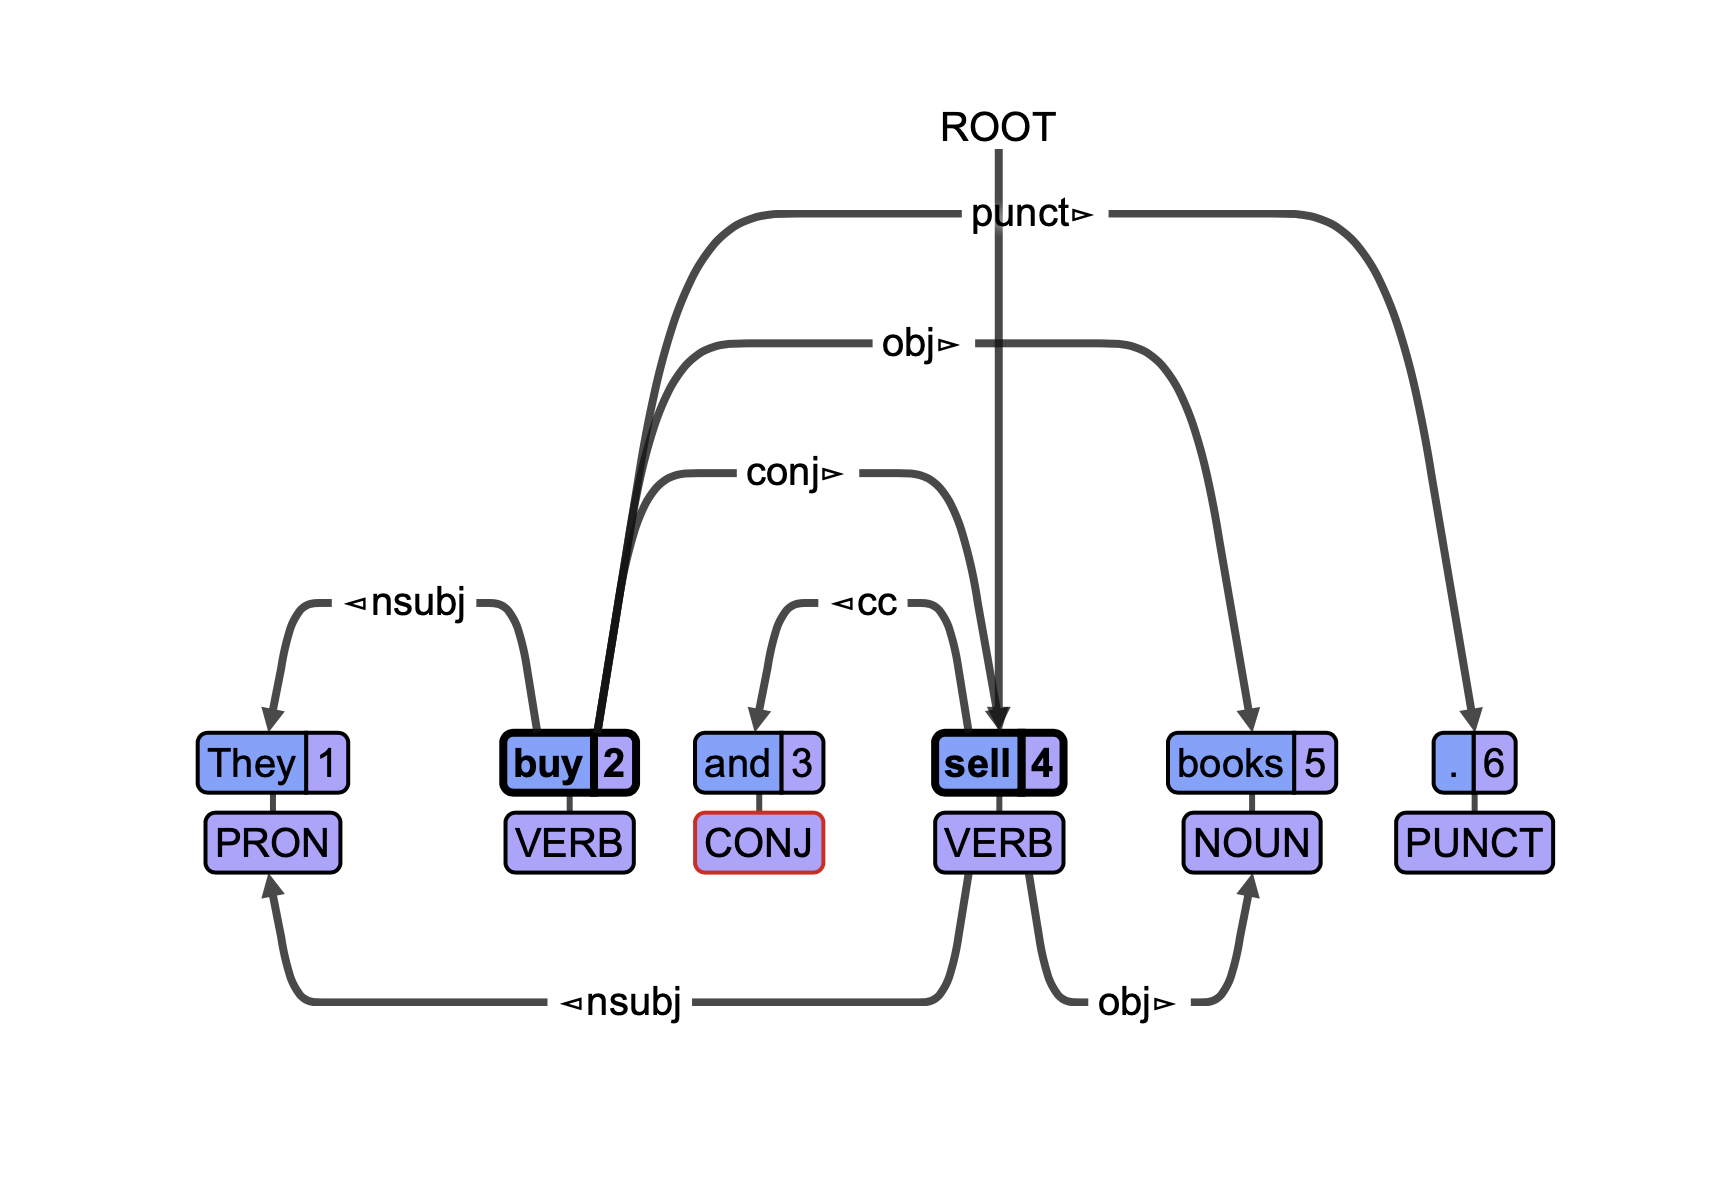 ROOT
punct▻
obj▻
conj▻
◅nsubj ◅cc
They 1 buy 2 and 3 sell 4 books 5 . 6
PRON VERB CONJ VERB NOUN PUNCT
◅nsubj obj▻